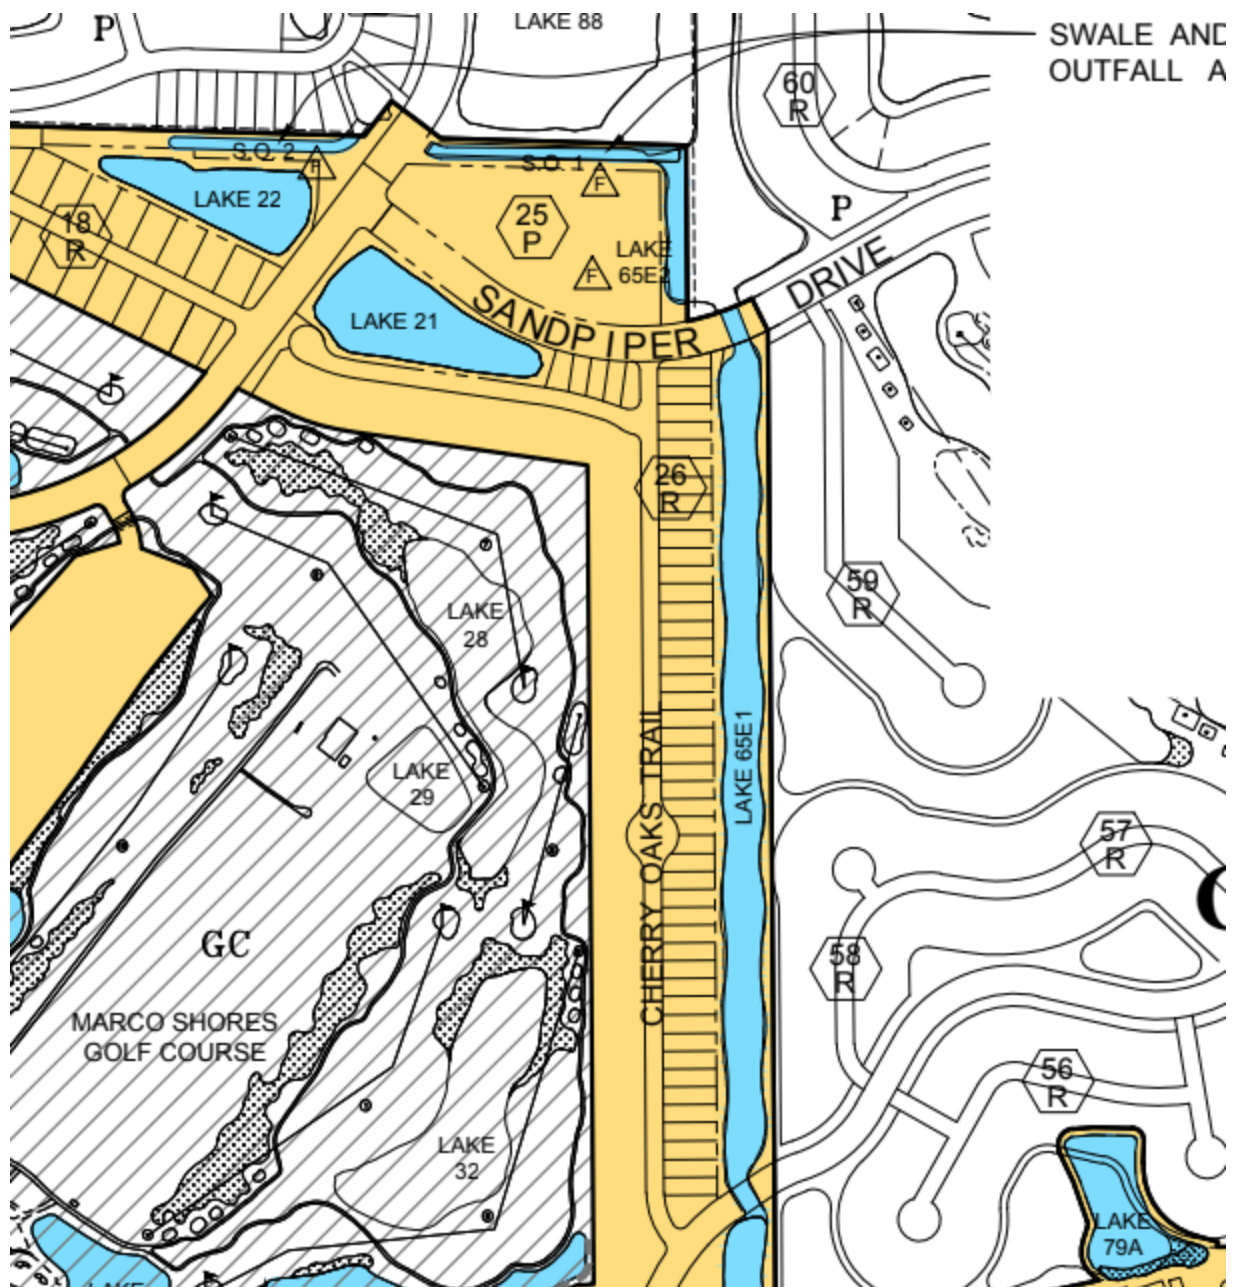 P
LAKE 88
SWALE AND
OUTFALL A
60
R
S.O. 2
F
S.O. 1
F
LAKE 22
18
R
25
P
P
LAKE
65E2
F
SANDPIPER DRIVE
LAKE 21
26
R
59
R
LAKE
28
LAKE
29
CHERRY OAKS TRAIL
LAKE 65E1
57
R
GC
58
R
MARCO SHORES
GOLF COURSE
56
R
LAKE
32
LAKE
79A
LAKE